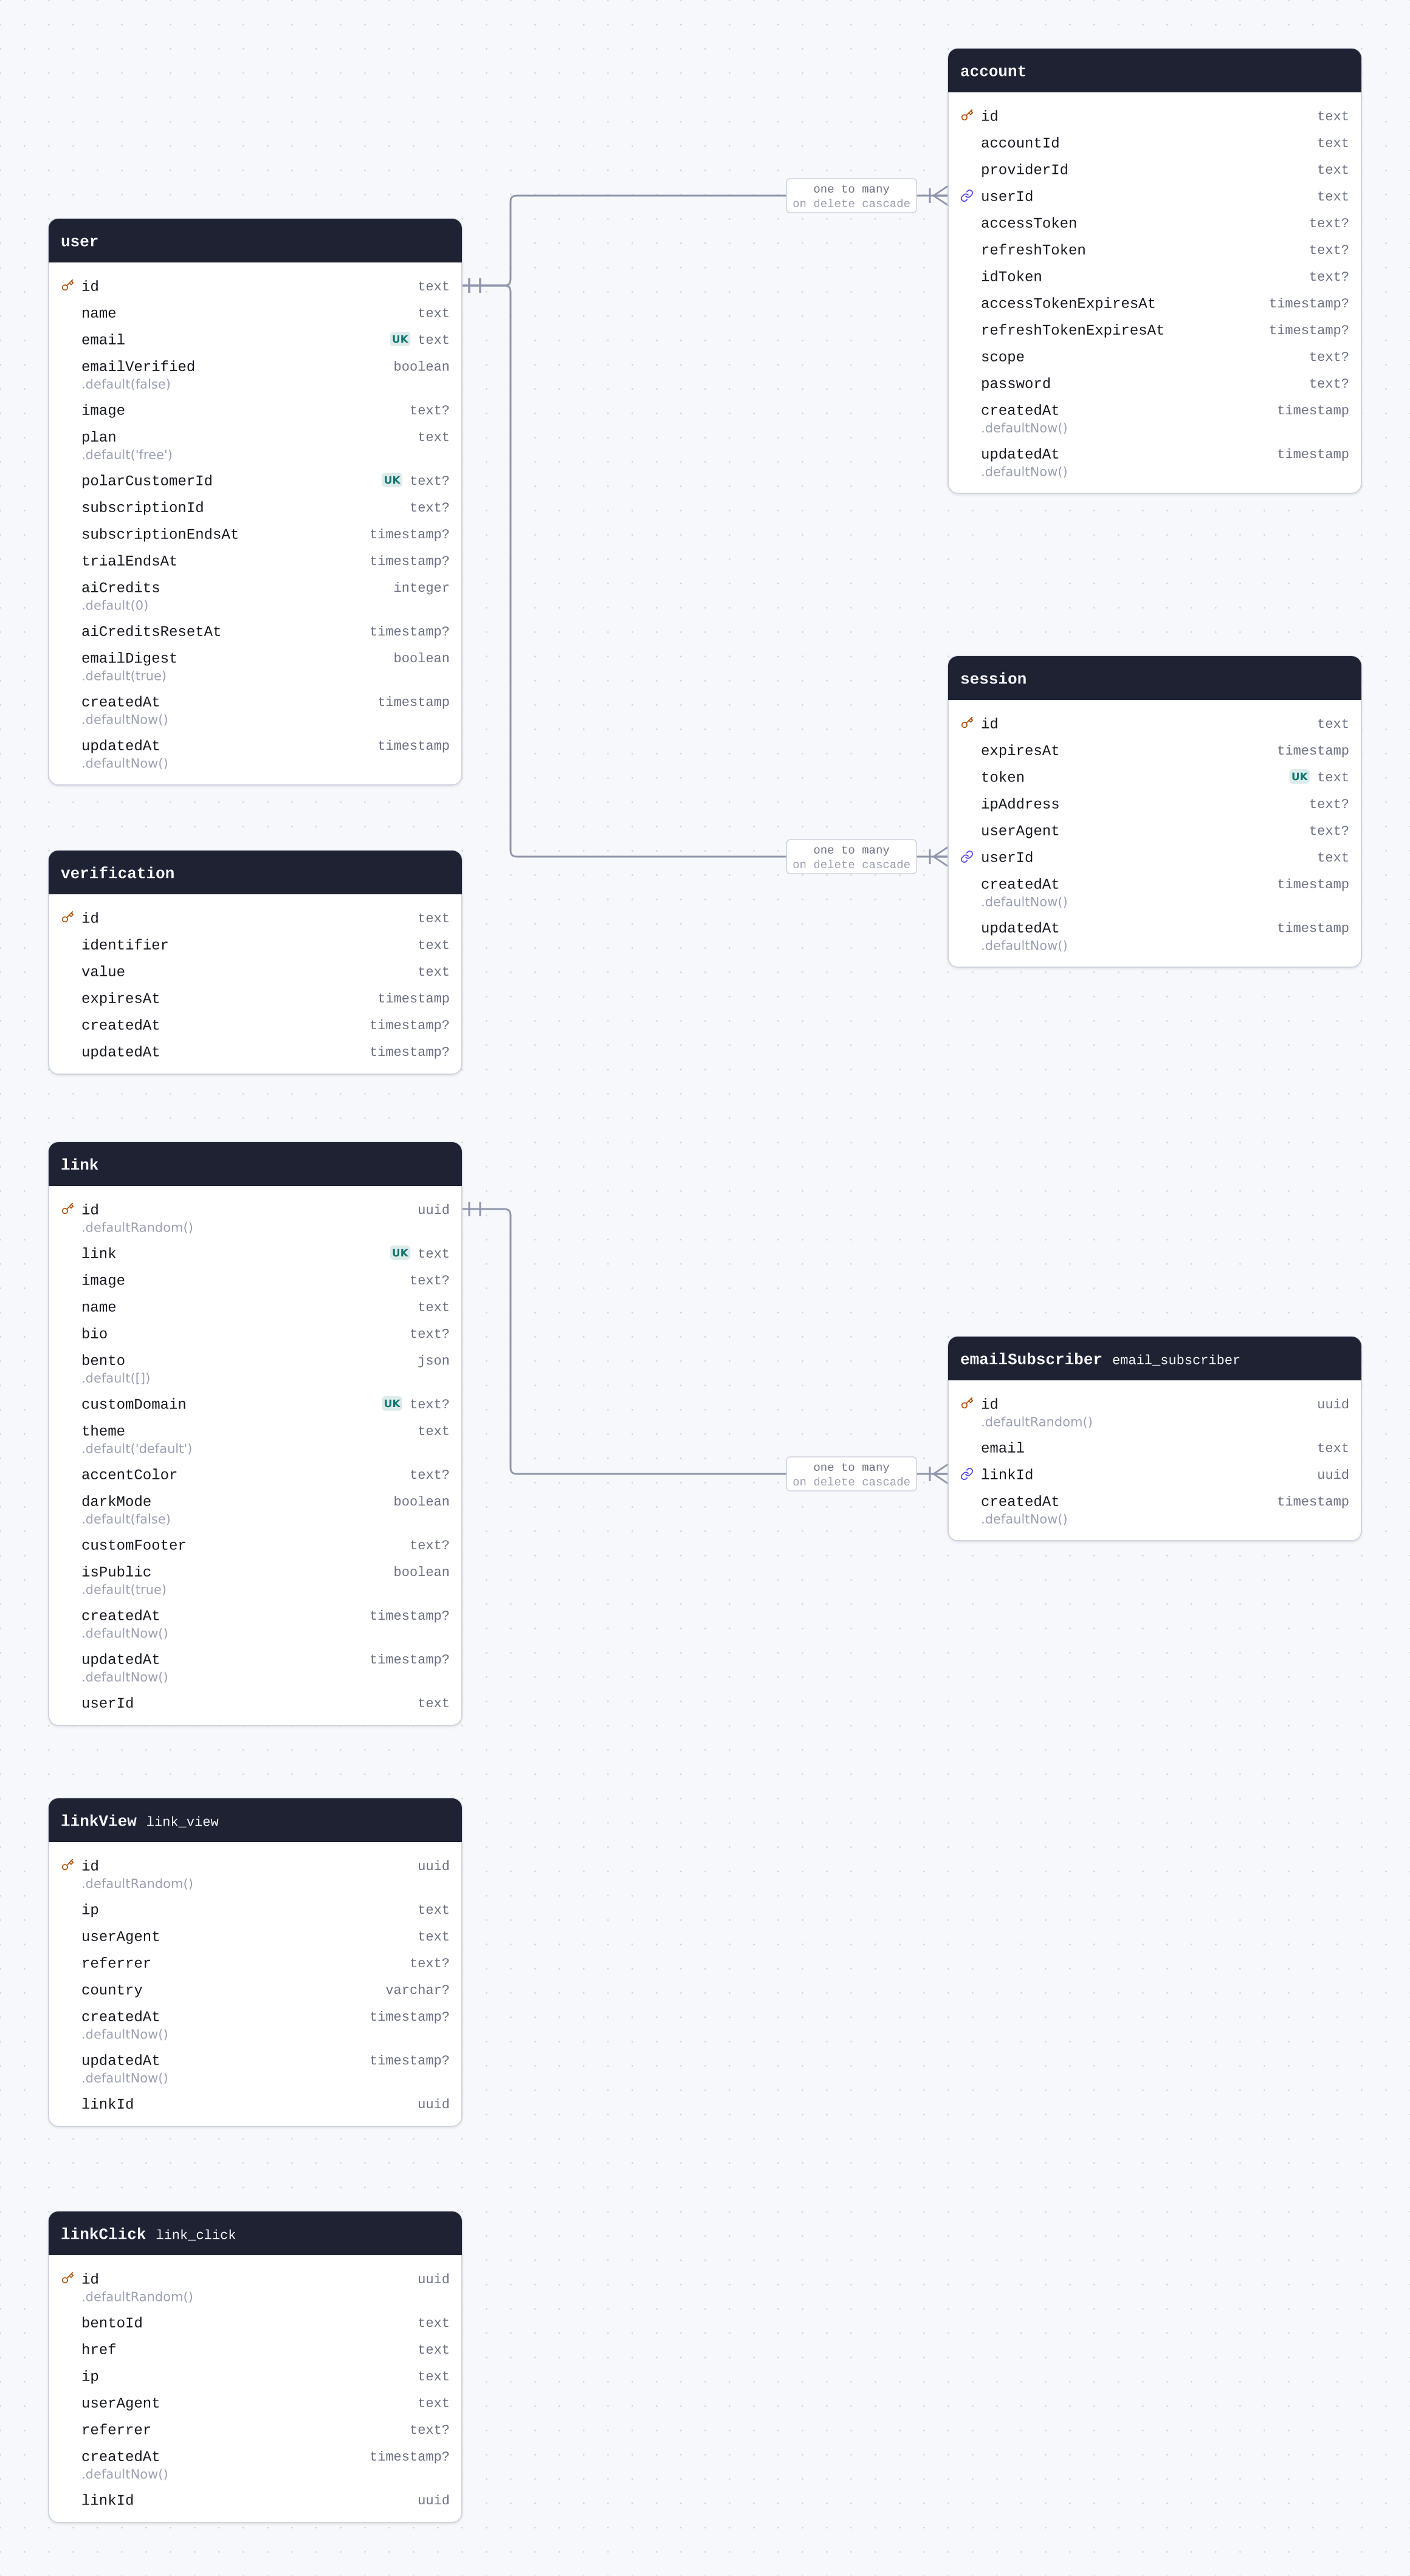 user
id text
name text
email UK text
emailVerified boolean
.default(false)
image text?
plan text
.default('free')
polarCustomerId UK text?
subscriptionId text?
subscriptionEndsAt timestamp?
trialEndsAt timestamp?
aiCredits integer
.default(0)
aiCreditsResetAt timestamp?
emailDigest boolean
.default(true)
createdAt timestamp
.defaultNow()
updatedAt timestamp
.defaultNow()
one to many
on delete cascade
account
id text
accountId text
providerId text
userId text
accessToken text?
refreshToken text?
idToken text?
accessTokenExpiresAt timestamp?
refreshTokenExpiresAt timestamp?
scope text?
password text?
createdAt timestamp
.defaultNow()
updatedAt timestamp
.defaultNow()
one to many
on delete cascade
session
id text
expiresAt timestamp
token UK text
ipAddress text?
userAgent text?
userId text
createdAt timestamp
.defaultNow()
updatedAt timestamp
.defaultNow()
verification
id text
identifier text
value text
expiresAt timestamp
createdAt timestamp?
updatedAt timestamp?
link
id uuid
.defaultRandom()
link UK text
image text?
name text
bio text?
bento json
.default([])
customDomain UK text?
theme text
.default('default')
accentColor text?
darkMode boolean
.default(false)
customFooter text?
isPublic boolean
.default(true)
createdAt timestamp?
.defaultNow()
updatedAt timestamp?
.defaultNow()
userId text
one to many
on delete cascade
emailSubscriber email_subscriber
id uuid
.defaultRandom()
email text
linkId uuid
createdAt timestamp
.defaultNow()
linkView link_view
id uuid
.defaultRandom()
ip text
userAgent text
referrer text?
country varchar?
createdAt timestamp?
.defaultNow()
updatedAt timestamp?
.defaultNow()
linkId uuid
linkClick link_click
id uuid
.defaultRandom()
bentoId text
href text
ip text
userAgent text
referrer text?
createdAt timestamp?
.defaultNow()
linkId uuid